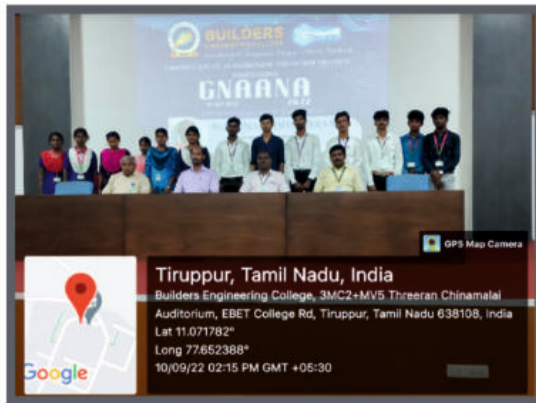 BUILDERS
ENGINEERING COLLEGE
GNAANA
GPS Map Camera
Tiruppur, Tamil Nadu, India
Builders Engineering College, 3MC2+MV5 Threeran Chinamalai
Auditorium, EBET College Rd, Tiruppur, Tamil Nadu 638108, India
Lat 11.071782°
Long 77.652388°
10/09/22 02:15 PM GMT +05:30
Google